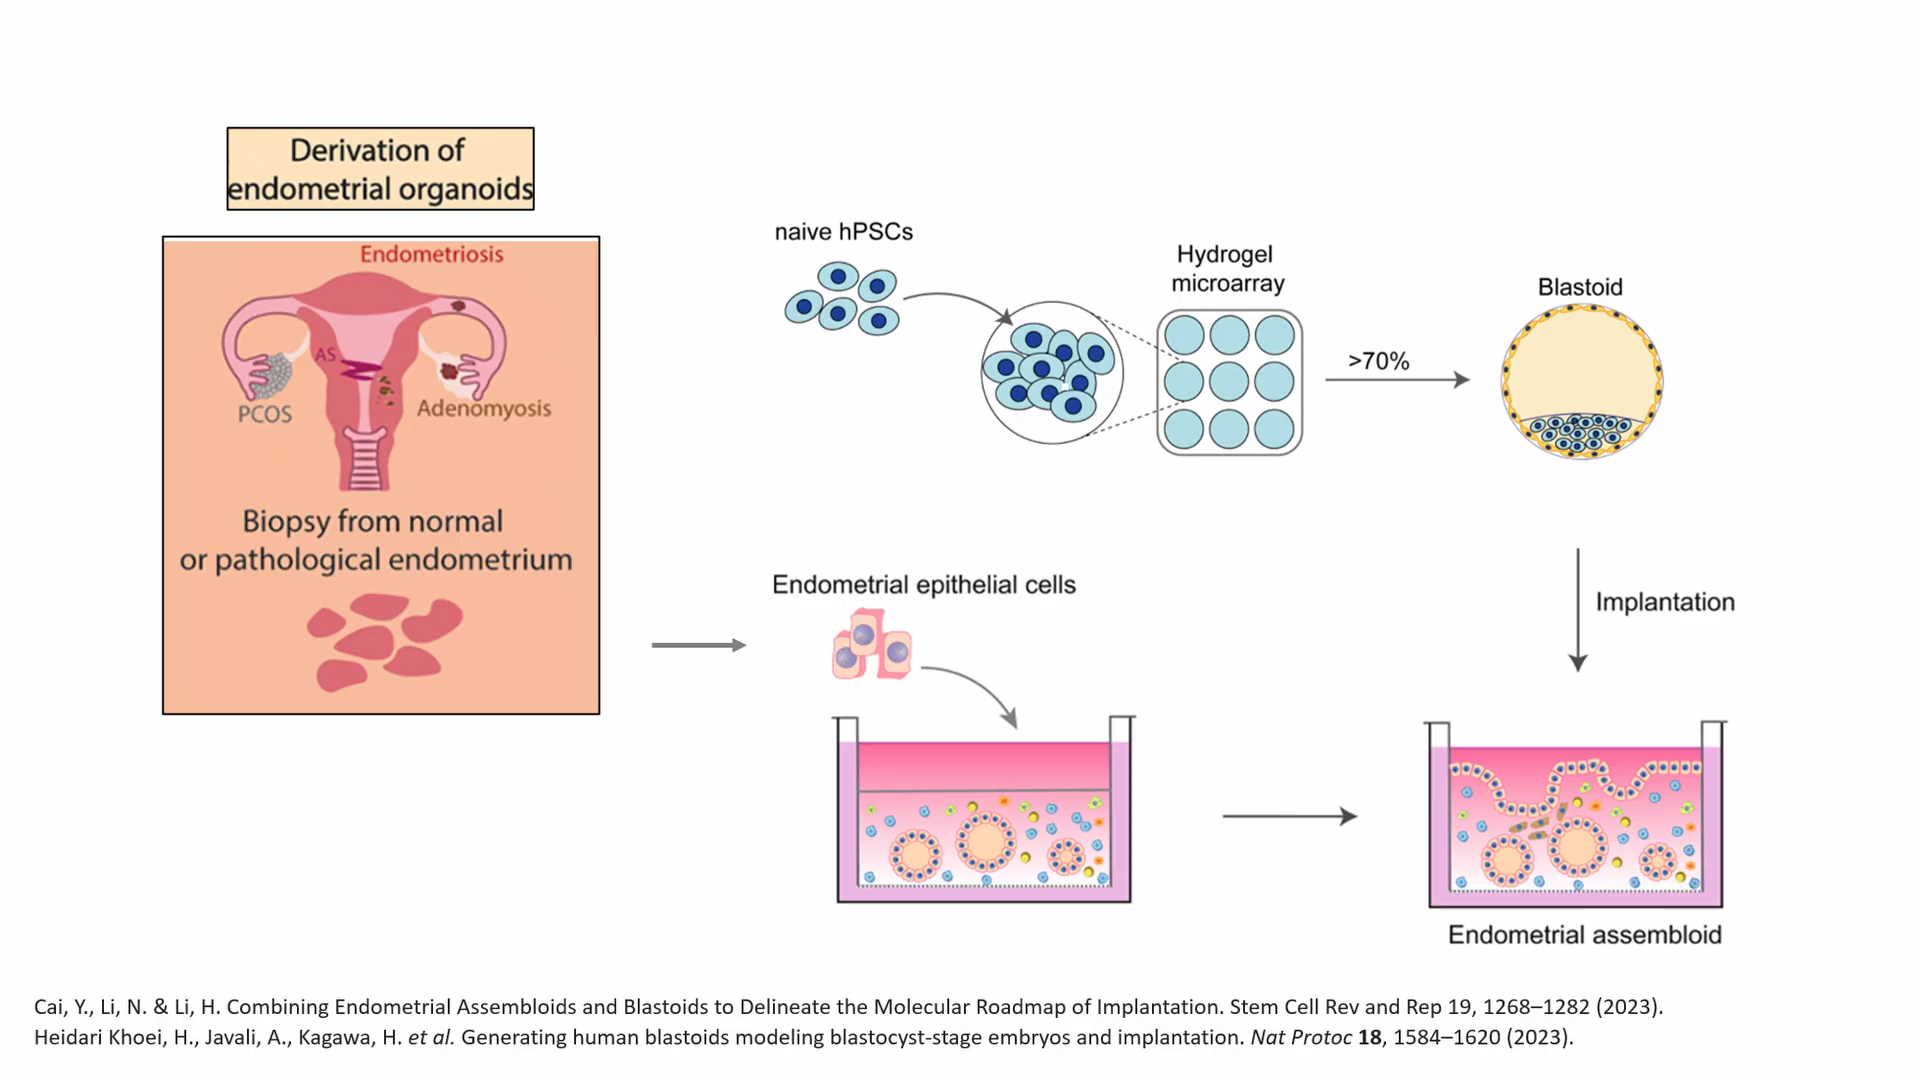 Derivation of
endometrial organoids
Endometriosis
AS
PCOS
Adenomyosis
Biopsy from normal
or pathological endometrium
naive hPSCs
Hydrogel
microarray
>70%
Blastoid
Implantation
Endometrial epithelial cells
Endometrial assembloid
Cai, Y., Li, N. & Li, H. Combining Endometrial Assembloids and Blastoids to Delineate the Molecular Roadmap of Implantation. Stem Cell Rev and Rep 19, 1268–1282 (2023).
Heidari Khoei, H., Javali, A., Kagawa, H. et al. Generating human blastoids modeling blastocyst-stage embryos and implantation. Nat Protoc 18, 1584–1620 (2023).